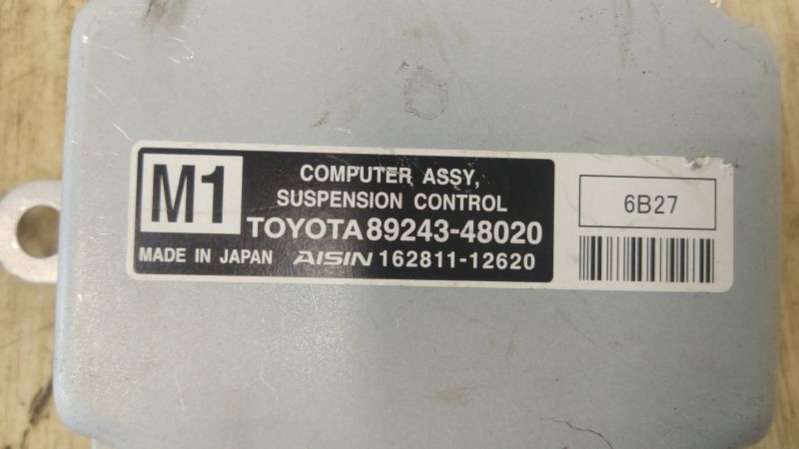 M1
COMPUTER ASSY,
SUSPENSION CONTROL
TOYOTA 89243-48020
MADE IN JAPAN AISIN 162811-12620
6B27